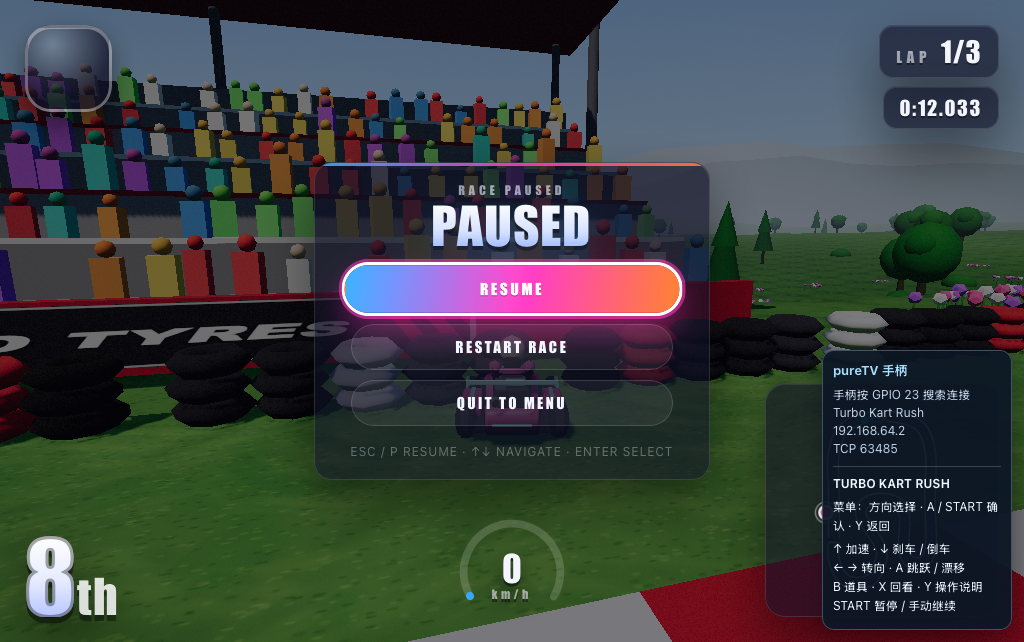 LAP 1/3
0:12.033
RACE PAUSED
PAUSED
RESUME
RESTART RACE
QUIT TO MENU
ESC / P RESUME · ↑↓ NAVIGATE · ENTER SELECT
TYRES
pureTV 手柄
手柄按 GPIO 23 搜索连接
Turbo Kart Rush
192.168.64.2
TCP 63485
TURBO KART RUSH
菜单：方向选择 · A / START 确
认 · Y 返回
↑ 加速 · ↓ 刹车 / 倒车
← → 转向 · A 跳跃 / 漂移
B 道具 · X 回看 · Y 操作说明
START 暂停 / 手动继续
8th
0
km/h